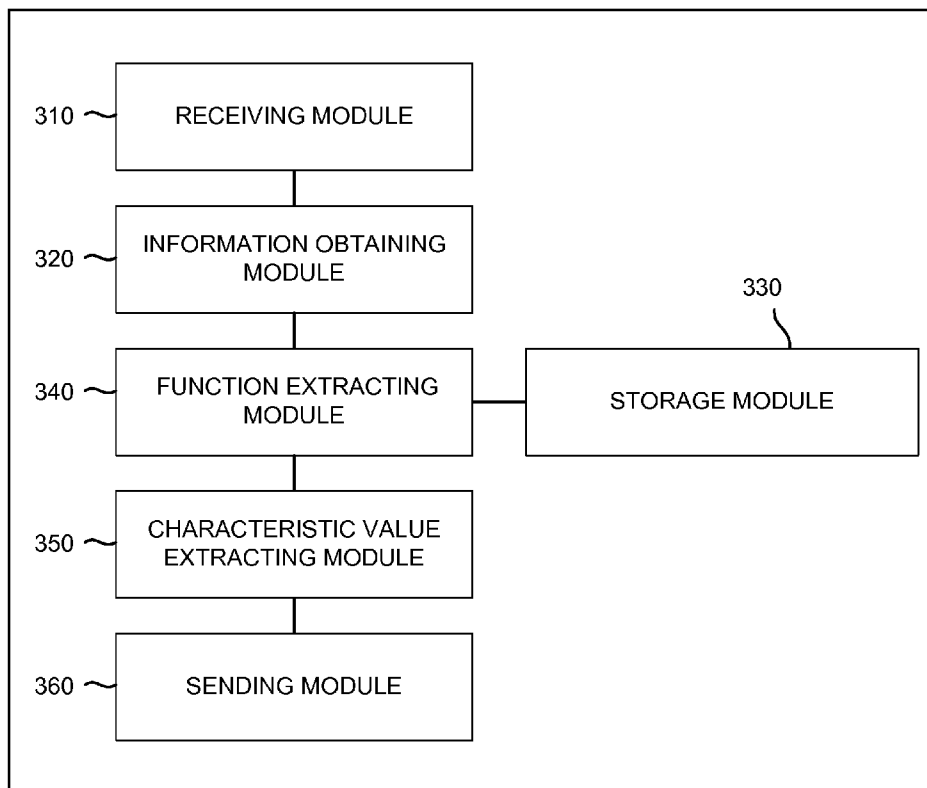 310
RECEIVING MODULE
320
INFORMATION OBTAINING
MODULE
330
340
FUNCTION EXTRACTING
MODULE
STORAGE MODULE
350
CHARACTERISTIC VALUE
EXTRACTING MODULE
360
SENDING MODULE